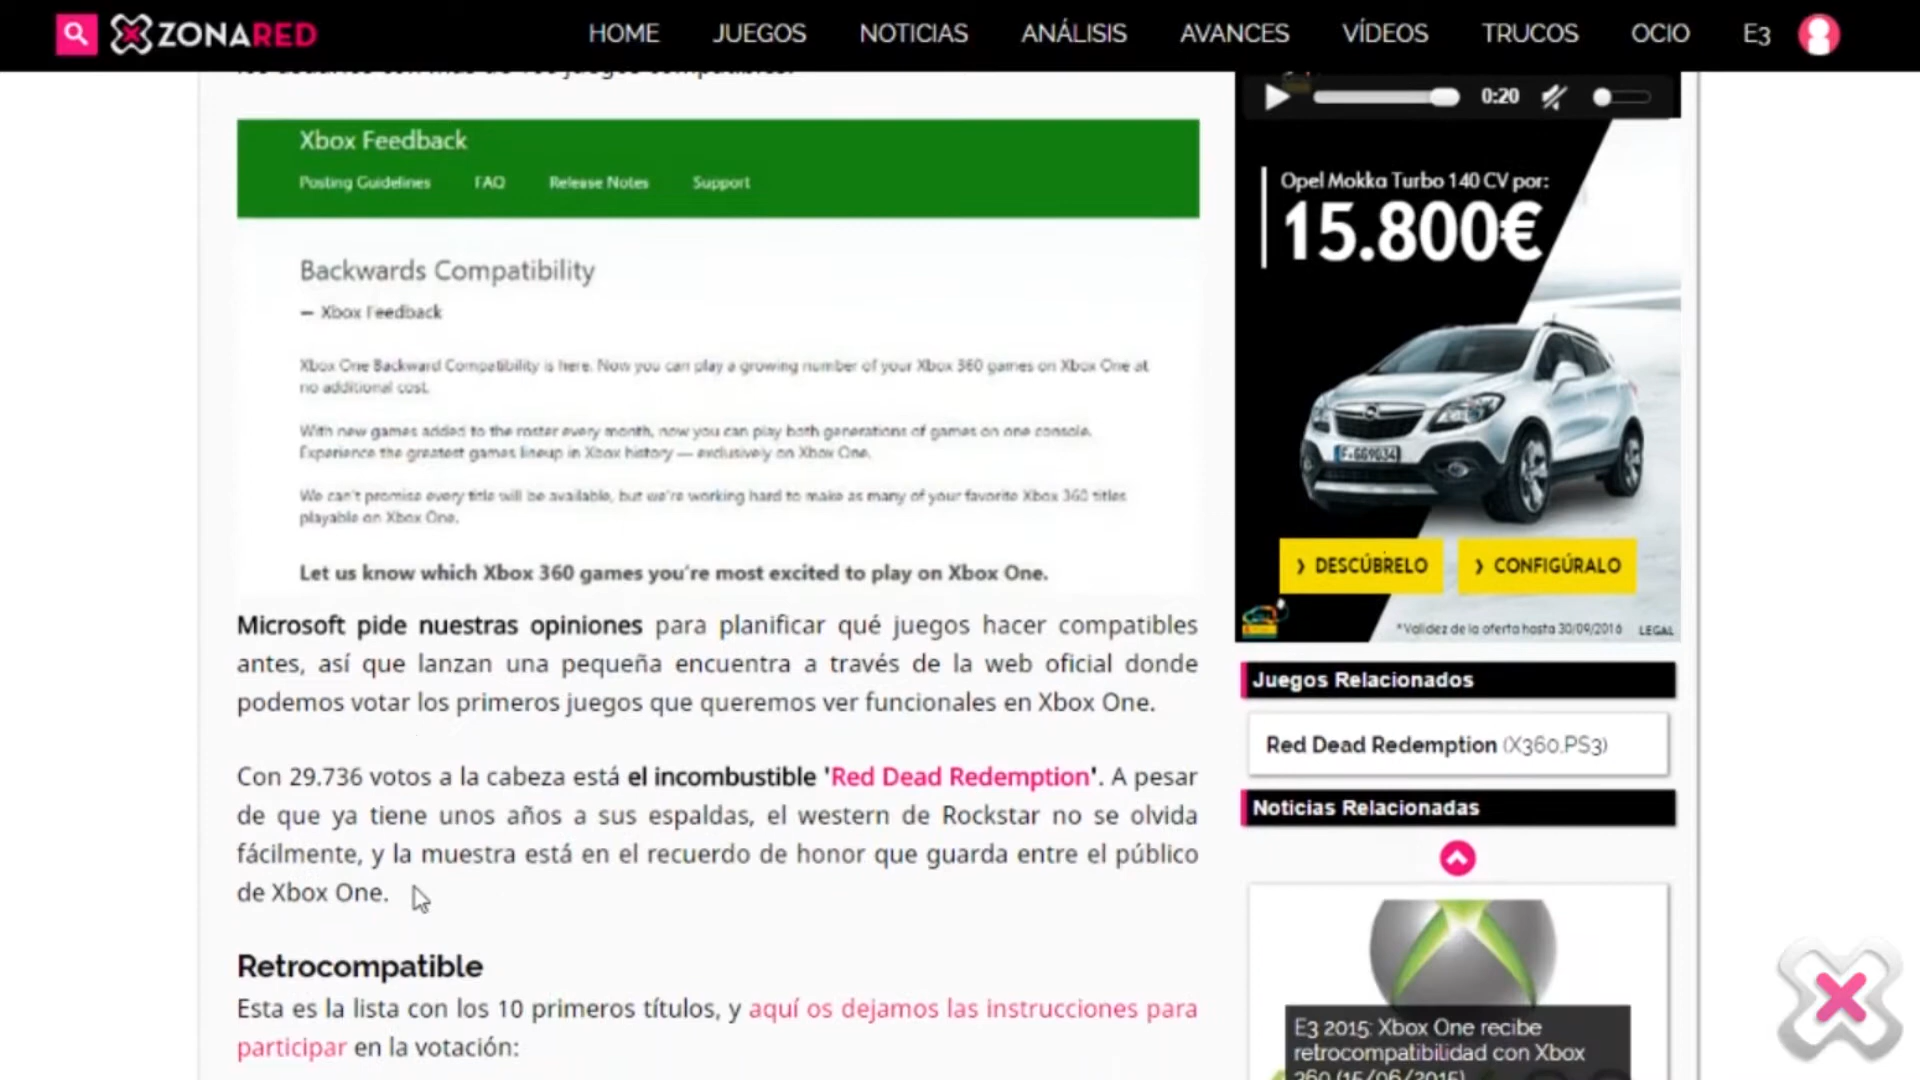 ZONARED HOME JUEGOS NOTICIAS ANÁLISIS AVANCES VÍDEOS TRUCOS OCIO E3
Xbox Feedback
Posting Guidelines FAQ Release Notes Support
Backwards Compatibility
— Xbox Feedback
Xbox One Backward Compatibility is here. Now you can play a growing number of your Xbox 360 games on Xbox One at
no additional cost.
With new games added to the roster every month, now you can play both generations of games on one console.
Experience the greatest games lineup in Xbox history — exclusively on Xbox One.
We can't promise every title will be available, but we're working hard to make as many of your favorite Xbox 360 titles
playable on Xbox One.
Let us know which Xbox 360 games you're most excited to play on Xbox One.
Microsoft pide nuestras opiniones para planificar qué juegos hacer compatibles
antes, así que lanzan una pequeña encuentra a través de la web oficial donde
podemos votar los primeros juegos que queremos ver funcionales en Xbox One.
Con 29.736 votos a la cabeza está el incombustible 'Red Dead Redemption'. A pesar
de que ya tiene unos años a sus espaldas, el western de Rockstar no se olvida
fácilmente, y la muestra está en el recuerdo de honor que guarda entre el público
de Xbox One.
Retrocompatible
Esta es la lista con los 10 primeros títulos, y aquí os dejamos las instrucciones para
participar en la votación:
0:20
Opel Mokka Turbo 140 CV por:
15.800€
› DESCÚBRELO › CONFIGÚRALO
*Validez de la oferta hasta 30/09/2016 LEGAL
Juegos Relacionados
Red Dead Redemption (X360.PS3)
Noticias Relacionadas
E3 2015: Xbox One recibe
retrocompatibilidad con Xbox
360 (15/06/2015)